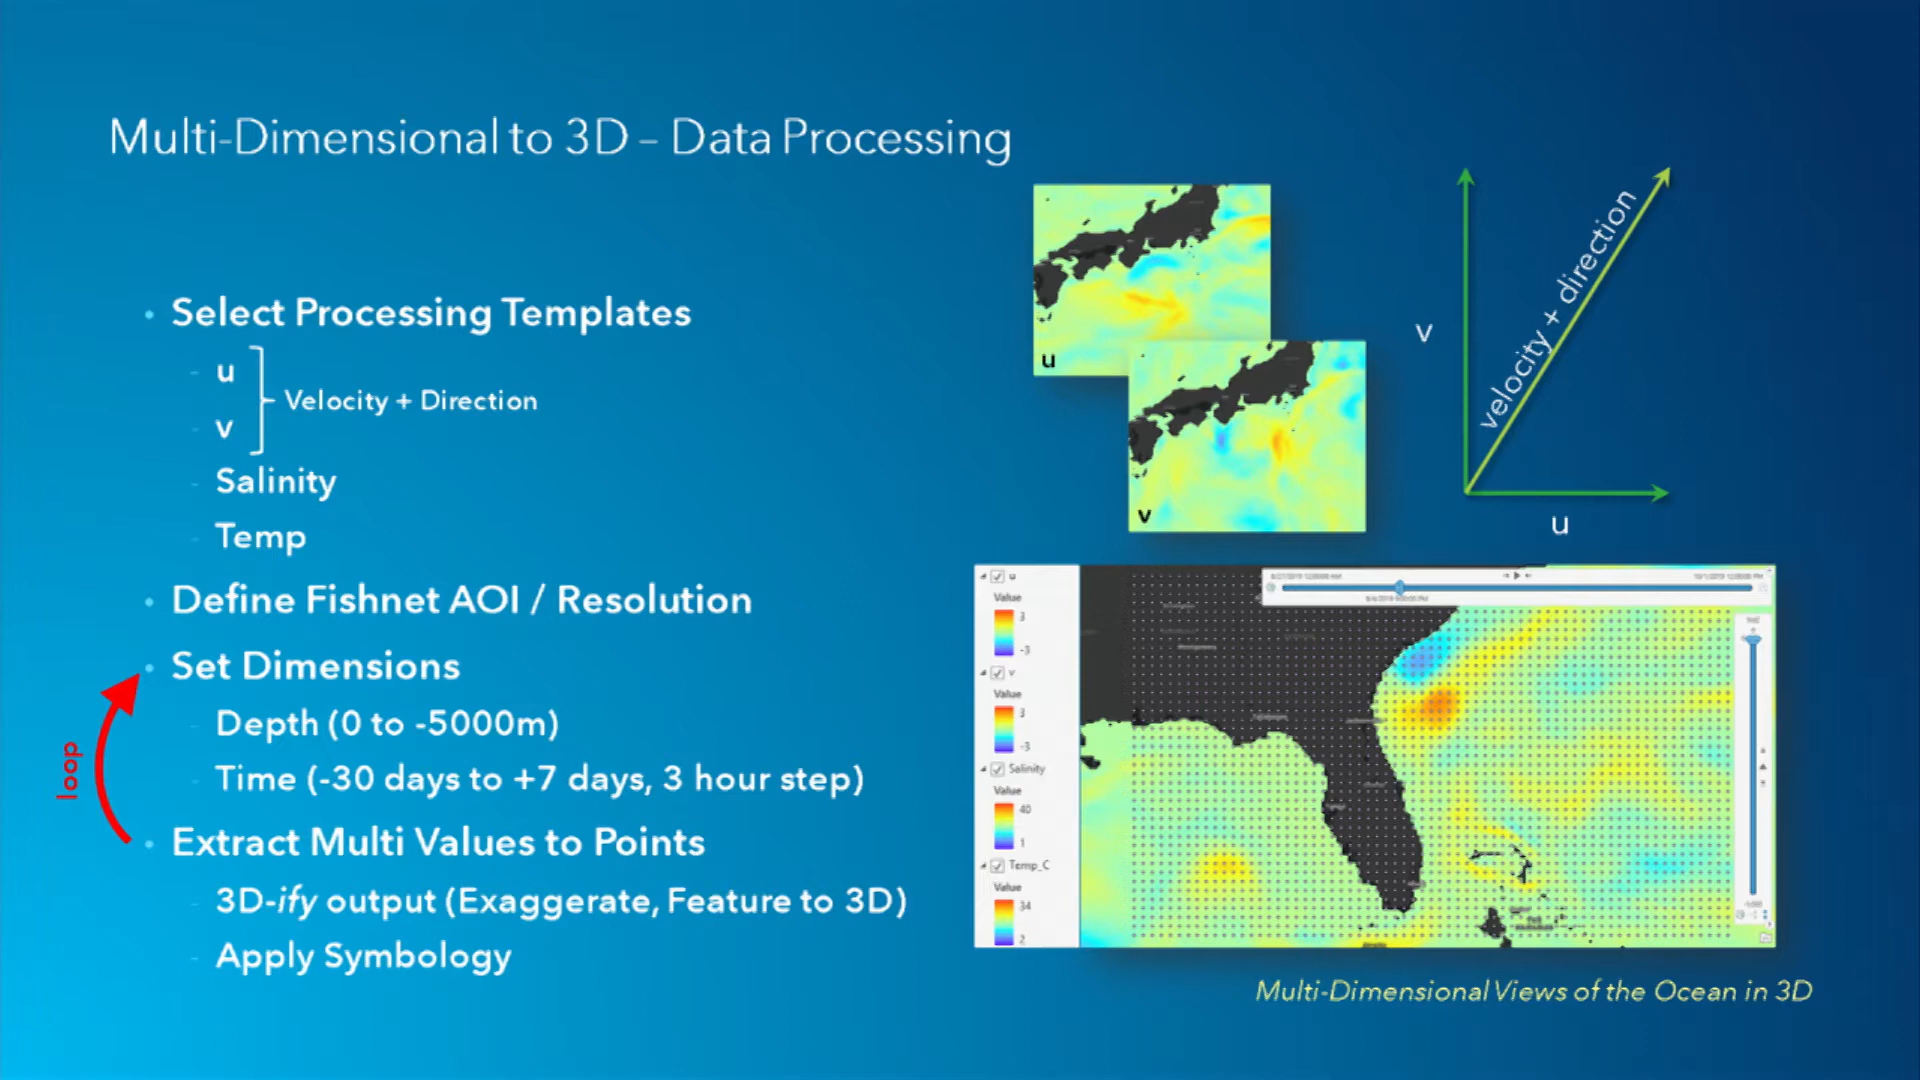 Multi-Dimensional to 3D – Data Processing
• Select Processing Templates
- u
- v
Velocity + Direction
- Salinity
- Temp
• Define Fishnet AOI / Resolution
• Set Dimensions
- Depth (0 to -5000m)
- Time (-30 days to +7 days, 3 hour step)
loop
• Extract Multi Values to Points
- 3D-ify output (Exaggerate, Feature to 3D)
- Apply Symbology
u
v
v
velocity + direction
u
u
Value
3
-3
v
Value
3
-3
Salinity
Value
40
1
Temp_C
Value
34
2
Multi-Dimensional Views of the Ocean in 3D